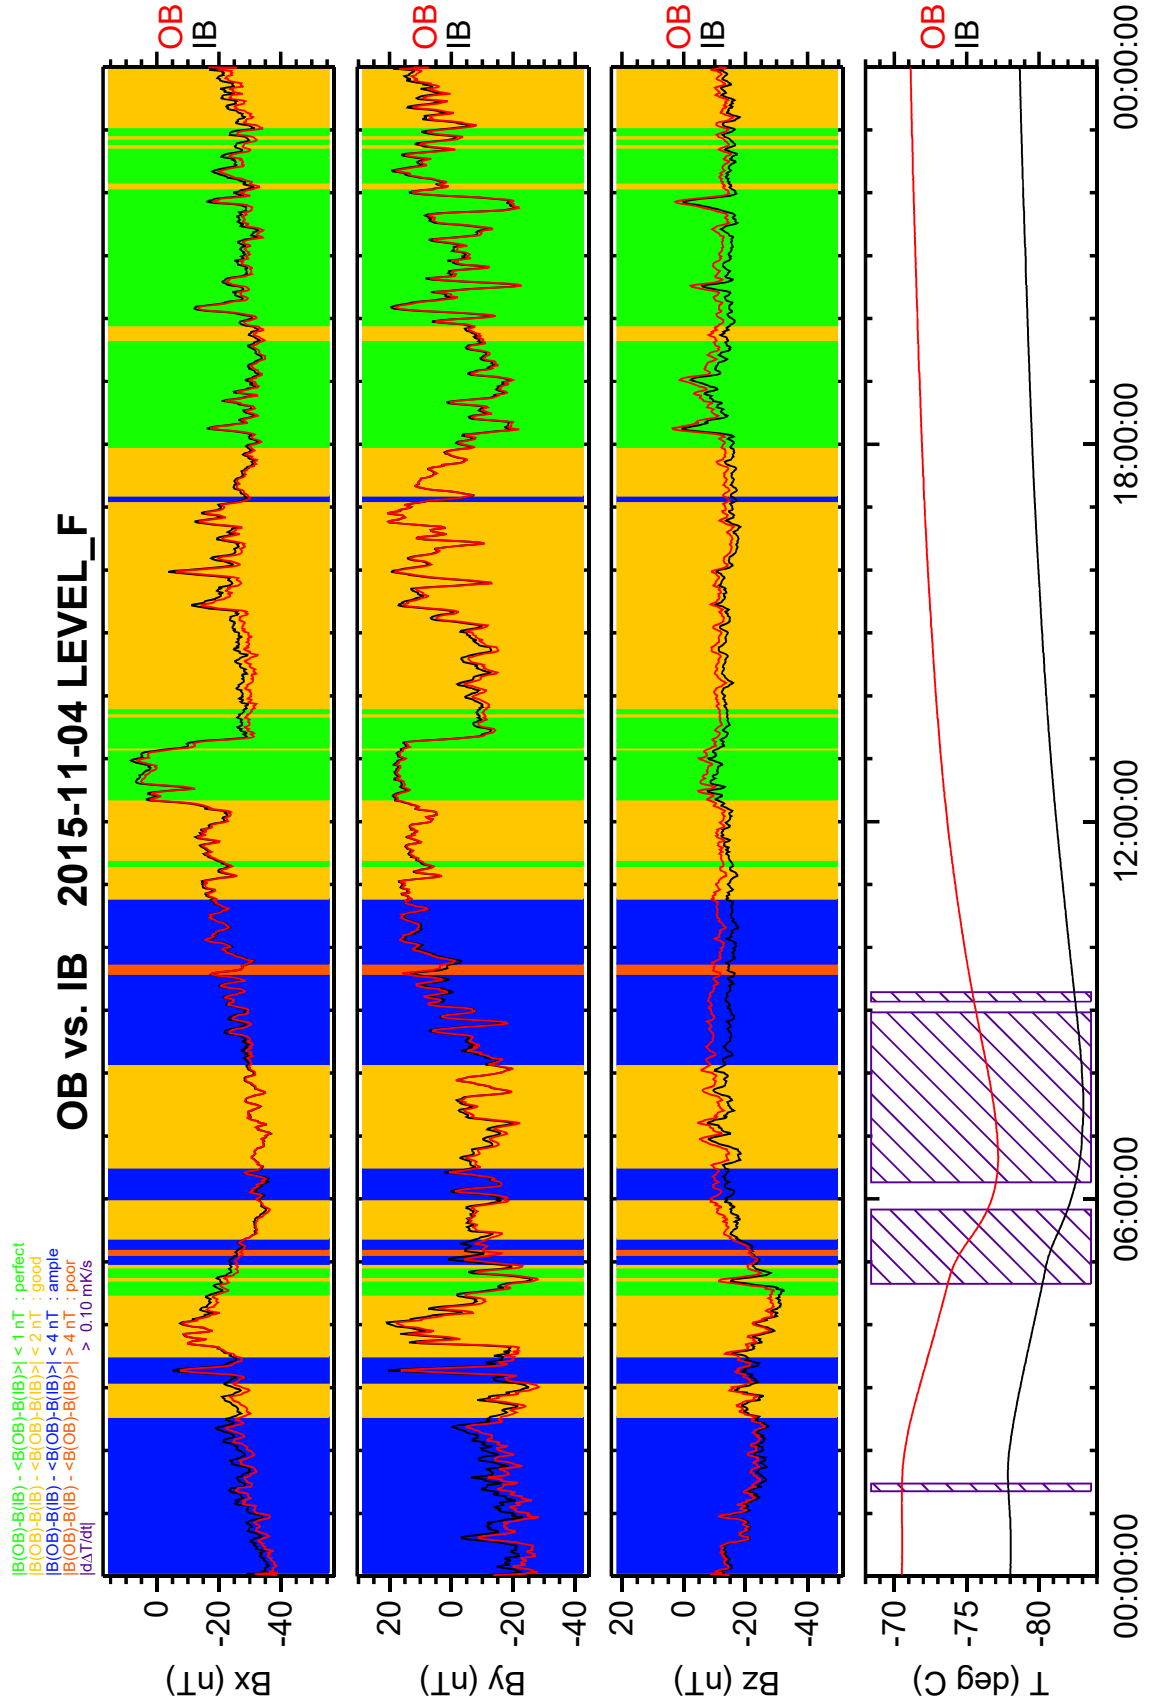 OB vs. IB 2015-11-04 LEVEL_F
|B(OB)-B(IB) - <B(OB)-B(IB)>| < 1 nT : perfect
|B(OB)-B(IB) - <B(OB)-B(IB)>| < 2 nT : good
|B(OB)-B(IB) - <B(OB)-B(IB)>| < 4 nT : ample
|B(OB)-B(IB) - <B(OB)-B(IB)>| > 4 nT : poor
|dΔT/dt| > 0.10 mK/s
Bx (nT)
0
-20
-40
OB
IB
By (nT)
20
0
-20
-40
OB
IB
Bz (nT)
20
0
-20
-40
OB
IB
T (deg C)
-70
-75
-80
OB
IB
00:00:00
06:00:00
12:00:00
18:00:00
00:00:00